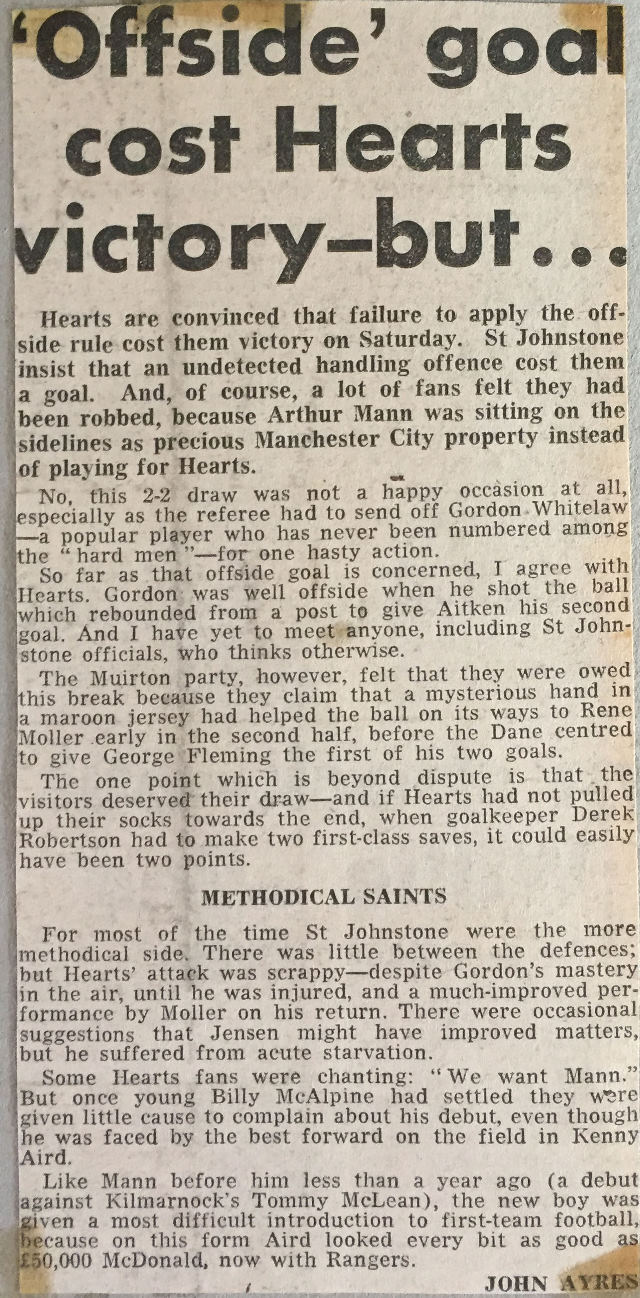 ‘Offside’ goal
cost Hearts
victory—but...
Hearts are convinced that failure to apply the off-
side rule cost them victory on Saturday. St Johnstone
insist that an undetected handling offence cost them
a goal. And, of course, a lot of fans felt they had
been robbed, because Arthur Mann was sitting on the
sidelines as precious Manchester City property instead
of playing for Hearts.
No, this 2-2 draw was not a happy occasion at all,
especially as the referee had to send off Gordon Whitelaw
—a popular player who has never been numbered among
the “hard men”—for one hasty action.
So far as that offside goal is concerned, I agree with
Hearts. Gordon was well offside when he shot the ball
which rebounded from a post to give Aitken his second
goal. And I have yet to meet anyone, including St John-
stone officials, who thinks otherwise.
The Muirton party, however, felt that they were owed
this break because they claim that a mysterious hand in
a maroon jersey had helped the ball on its ways to Rene
Moller early in the second half, before the Dane centred
to give George Fleming the first of his two goals.
The one point which is beyond dispute is that the
visitors deserved their draw—and if Hearts had not pulled
up their socks towards the end, when goalkeeper Derek
Robertson had to make two first-class saves, it could easily
have been two points.
METHODICAL SAINTS
For most of the time St Johnstone were the more
methodical side. There was little between the defences;
but Hearts’ attack was scrappy—despite Gordon’s mastery
in the air, until he was injured, and a much-improved per-
formance by Moller on his return. There were occasional
suggestions that Jensen might have improved matters,
but he suffered from acute starvation.
Some Hearts fans were chanting: “We want Mann.”
But once young Billy McAlpine had settled they were
given little cause to complain about his debut, even though
he was faced by the best forward on the field in Kenny
Aird.
Like Mann before him less than a year ago (a debut
against Kilmarnock’s Tommy McLean), the new boy was
given a most difficult introduction to first-team football,
because on this form Aird looked every bit as good as
£50,000 McDonald, now with Rangers.
JOHN AYRES